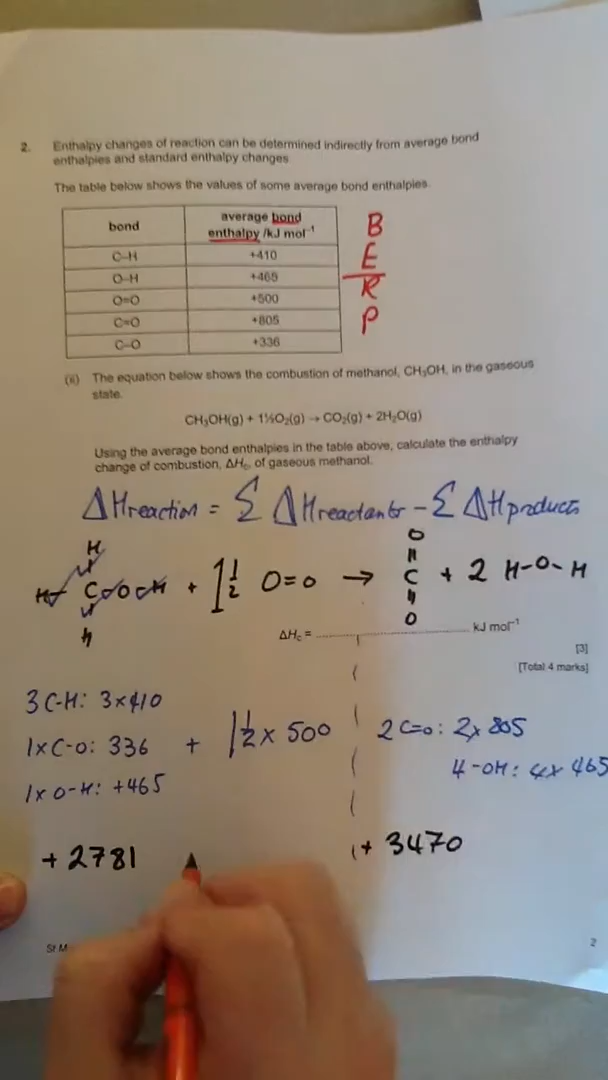 2. Enthalpy changes of reaction can be determined indirectly from average bond
enthalpies and standard enthalpy changes.
The table below shows the values of some average bond enthalpies.
bond
average bond
enthalpy /kJ mol⁻¹
C–H +410
O–H +465
O=O +500
C=O +805
C–O +336
B
E
R
P
(ii) The equation below shows the combustion of methanol, CH₃OH, in the gaseous
state.
CH₃OH(g) + 1½O₂(g) → CO₂(g) + 2H₂O(g)
Using the average bond enthalpies in the table above, calculate the enthalpy
change of combustion, ΔHc, of gaseous methanol.
ΔHreaction = Σ ΔHreactants - Σ ΔHproducts
H
H C O H + 1 1/2 O=O → O=C=O + 2 H-O-H
H
ΔHc = .................................................. kJ mol⁻¹
[3]
[Total 4 marks]
3 C-H: 3×410
1×C-O: 336 + 1½× 500
1× O-H: +465
2 C=O: 2× 805
4-OH: 4× 465
+ 2781
+ 3470
St M
2